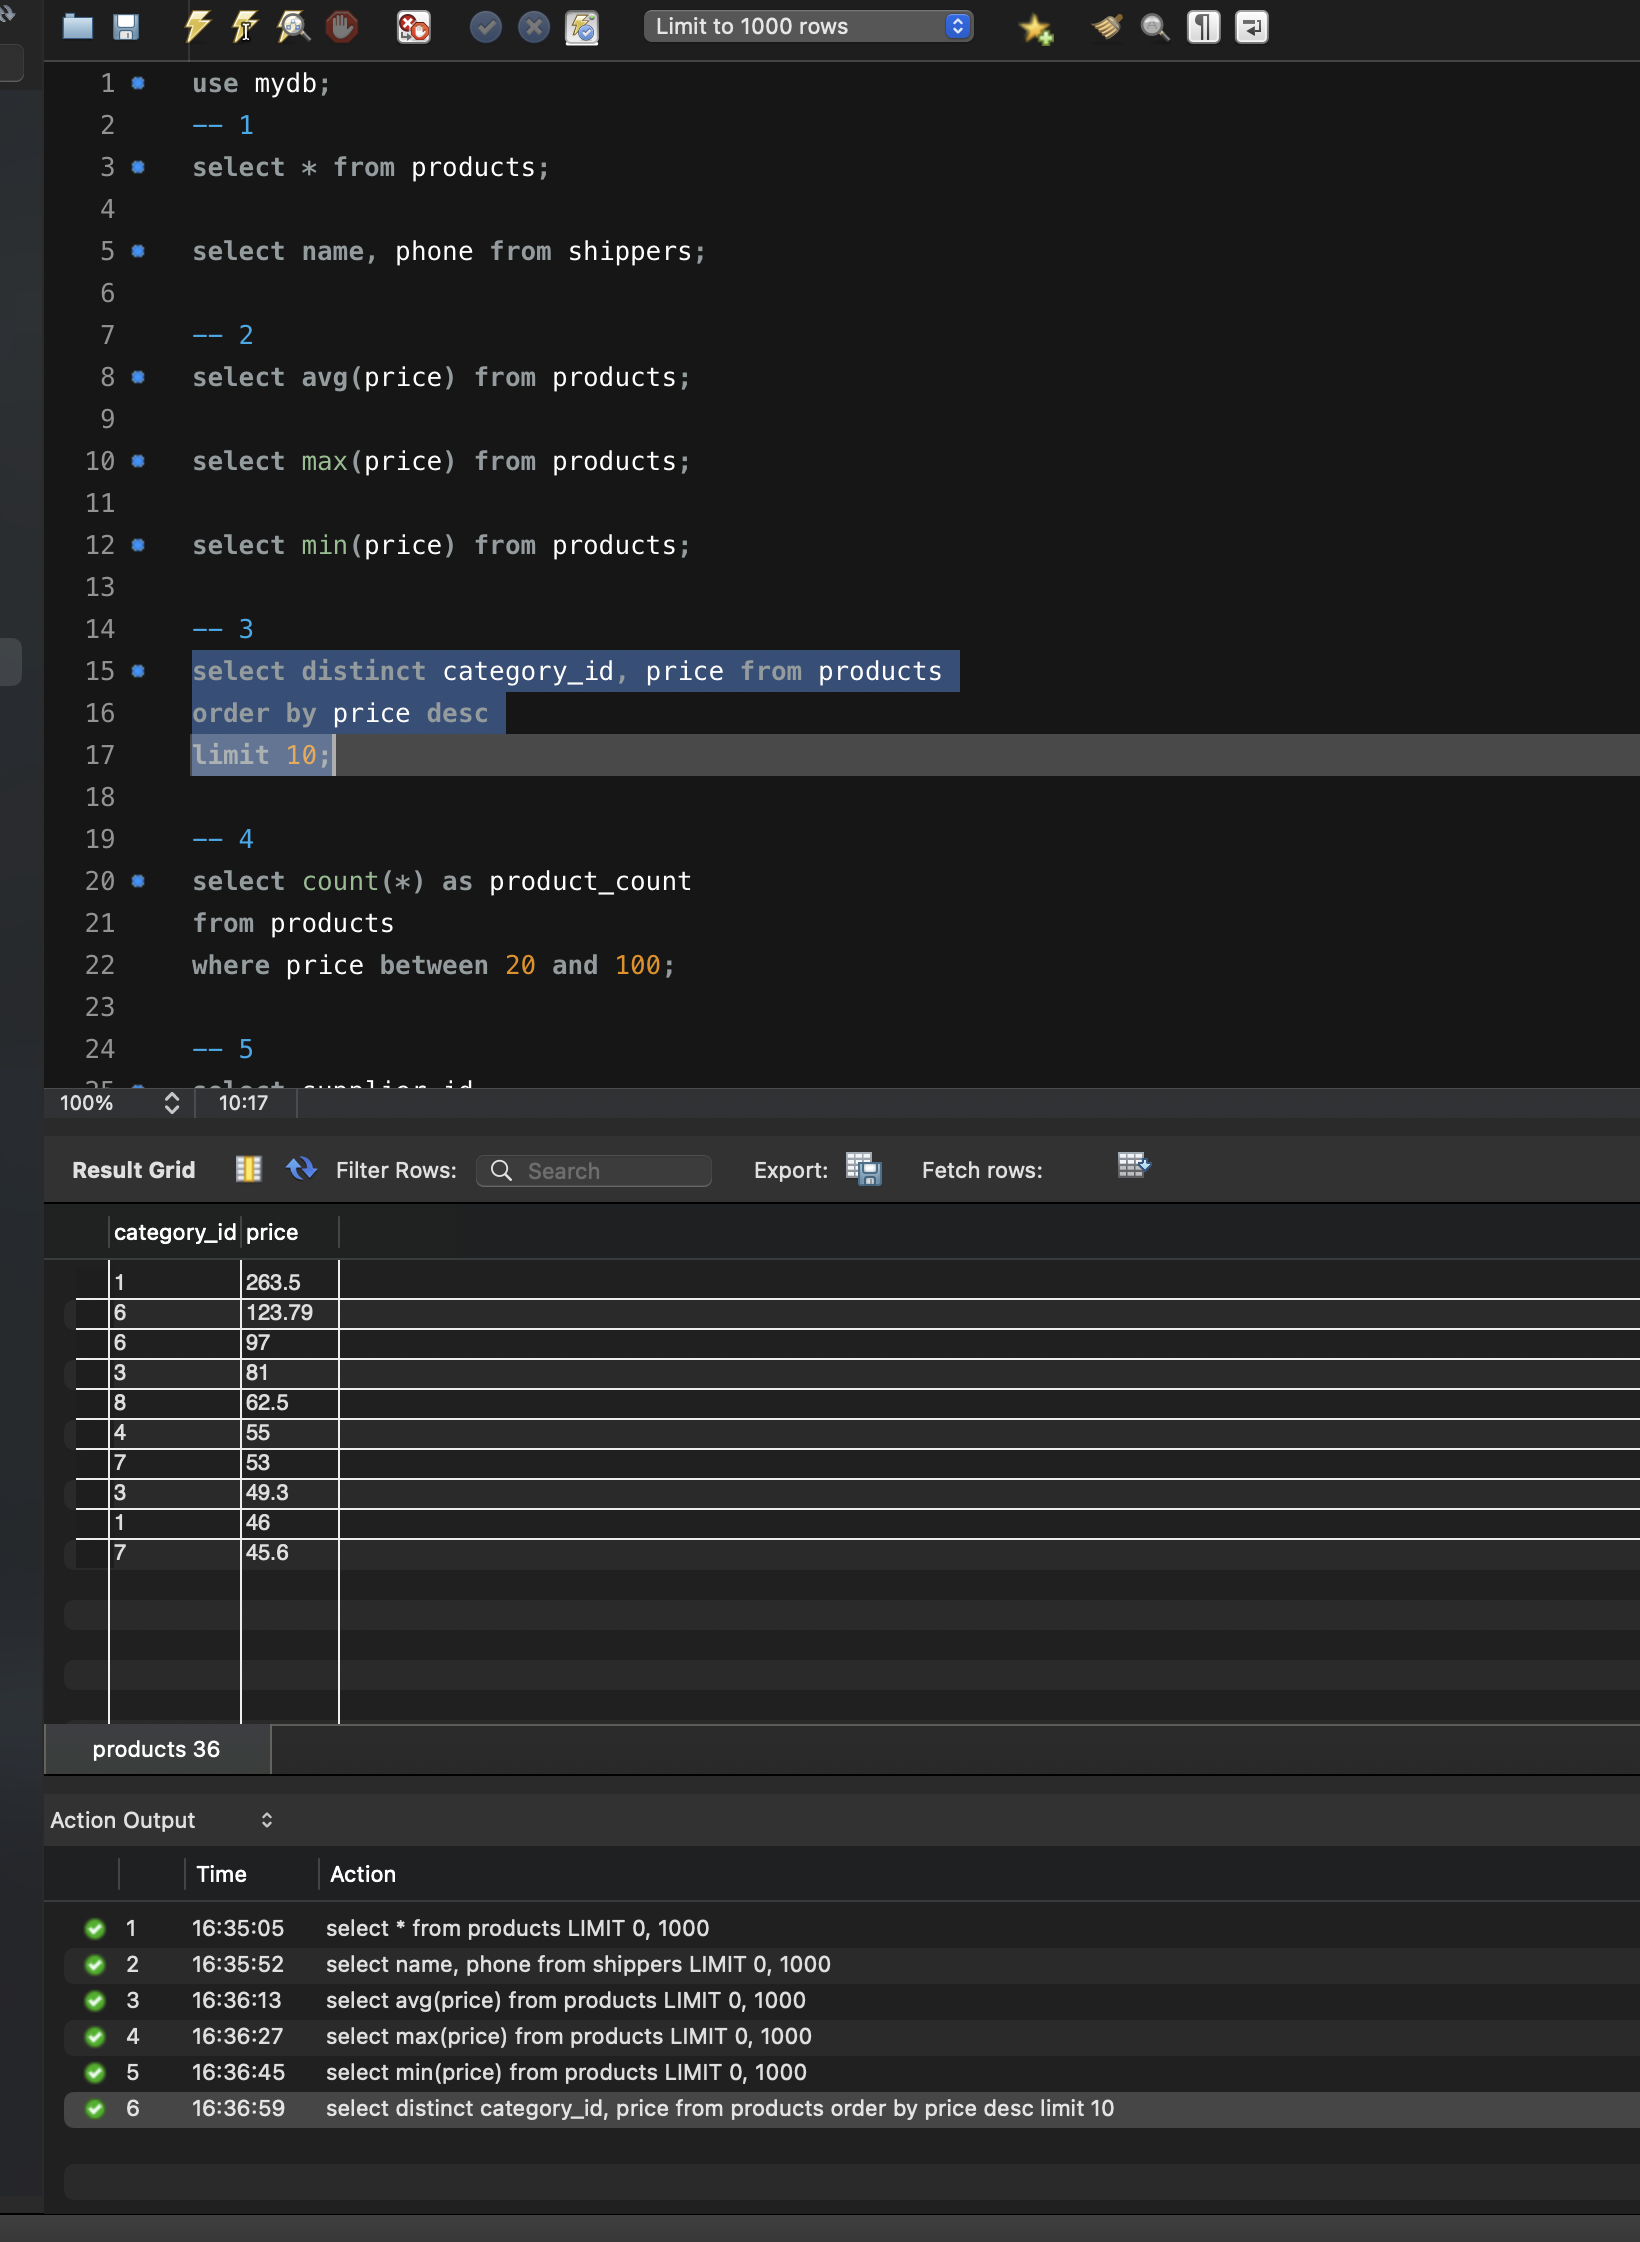 Limit to 1000 rows
1 use mydb;
2 -- 1
3 select * from products;
4
5 select name, phone from shippers;
6
7 -- 2
8 select avg(price) from products;
9
10 select max(price) from products;
11
12 select min(price) from products;
13
14 -- 3
15 select distinct category_id, price from products
16 order by price desc
17 limit 10;
18
19 -- 4
20 select count(*) as product_count
21 from products
22 where price between 20 and 100;
23
24 -- 5
25 select supplier_id
100% 10:17
Result Grid Filter Rows: Search Export: Fetch rows:
category_id price
1 263.5
6 123.79
6 97
3 81
8 62.5
4 55
7 53
3 49.3
1 46
7 45.6
products 36
Action Output
Time Action
1 16:35:05 select * from products LIMIT 0, 1000
2 16:35:52 select name, phone from shippers LIMIT 0, 1000
3 16:36:13 select avg(price) from products LIMIT 0, 1000
4 16:36:27 select max(price) from products LIMIT 0, 1000
5 16:36:45 select min(price) from products LIMIT 0, 1000
6 16:36:59 select distinct category_id, price from products order by price desc limit 10